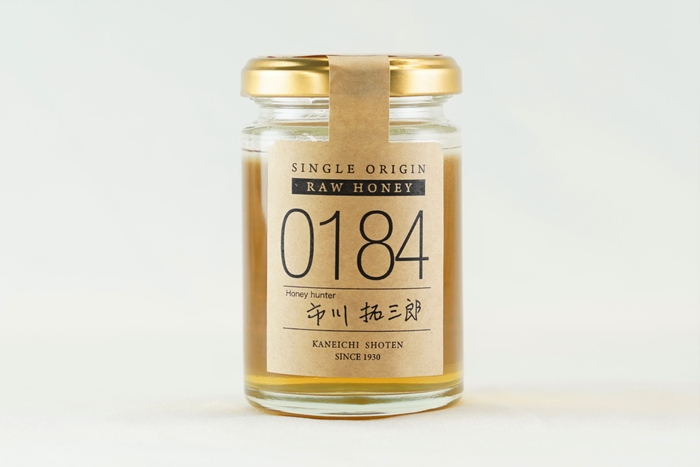 SINGLE ORIGIN
RAW HONEY
0184
Honey hunter
市川 拓三郎
KANEICHI SHOTEN
SINCE 1930